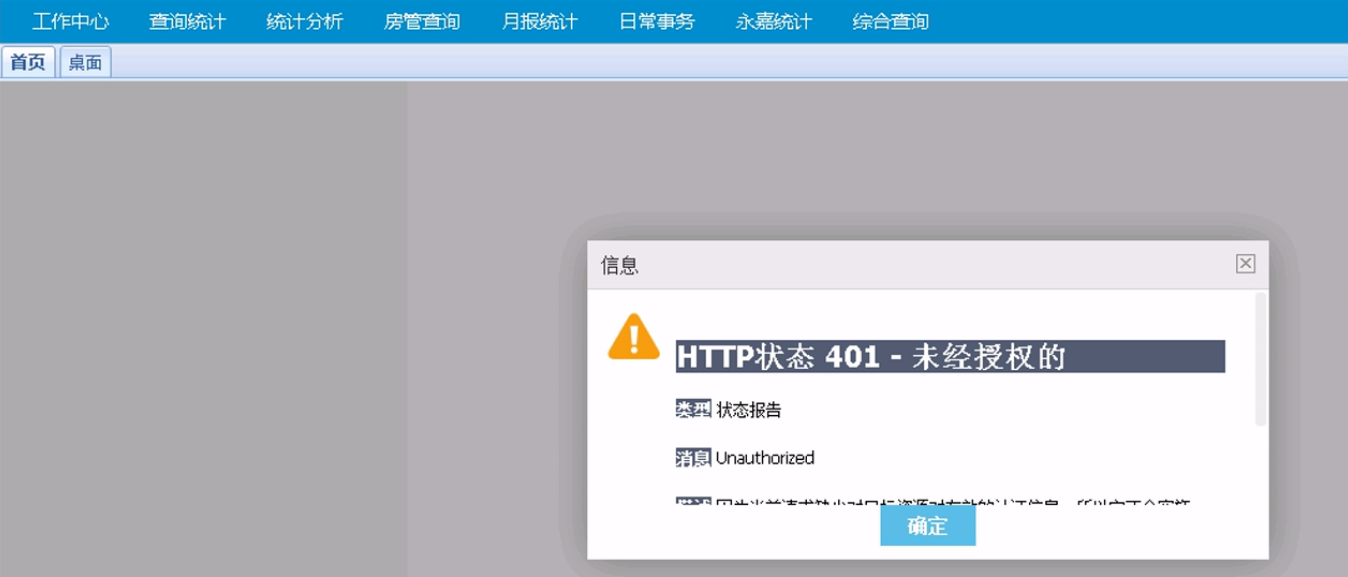 工作中心 查询统计 统计分析 房管查询 月报统计 日常事务 永嘉统计 综合查询
首页 桌面
信息
HTTP状态 401 - 未经授权的
类型 状态报告
消息 Unauthorized
确定